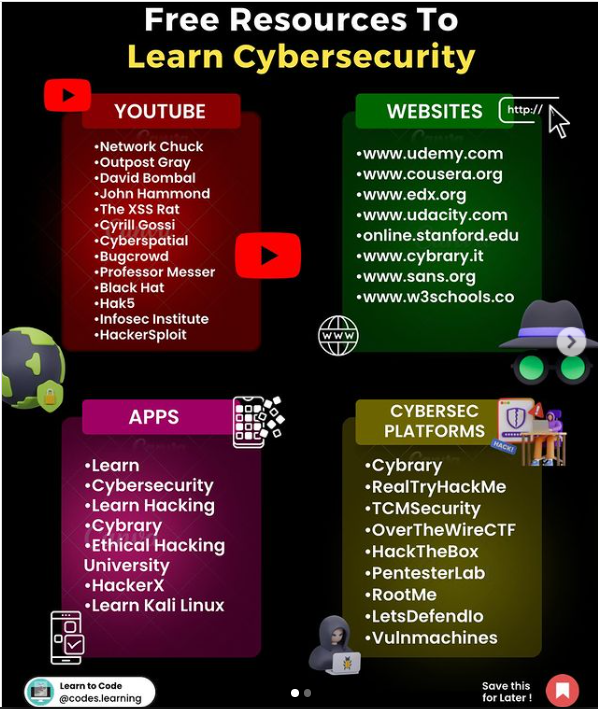 Free Resources To
Learn Cybersecurity
YOUTUBE
•Network Chuck
•Outpost Gray
•David Bombal
•John Hammond
•The XSS Rat
•Cyrill Gossi
•Cyberspatial
•Bugcrowd
•Professor Messer
•Black Hat
•Hak5
•Infosec Institute
•HackerSploit
WEBSITES
http://
•www.udemy.com
•www.cousera.org
•www.edx.org
•www.udacity.com
•online.stanford.edu
•www.cybrary.it
•www.sans.org
•www.w3schools.co
WWW
APPS
•Learn
•Cybersecurity
•Learn Hacking
•Cybrary
•Ethical Hacking
University
•HackerX
•Learn Kali Linux
CYBERSEC
PLATFORMS
HACK!
•Cybrary
•RealTryHackMe
•TCMSecurity
•OverTheWireCTF
•HackTheBox
•PentesterLab
•RootMe
•LetsDefendIo
•Vulnmachines
Learn to Code
@codes.learning
Save this
for Later !